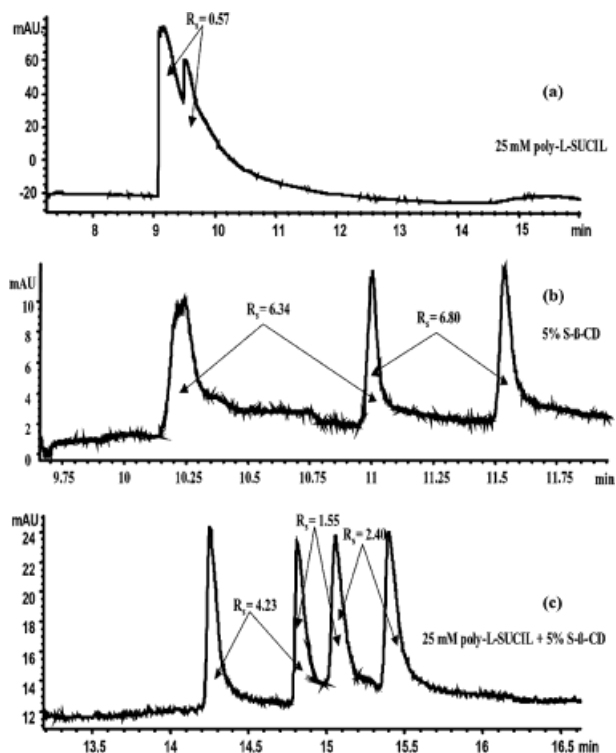 mAU
Rs=0.57
60
40
20
0
-20
(a)
25 mM poly-L-SUCIL
8 9 10 11 12 13 14 15 min
mAU
10
8
6
4
2
0
Rs=6.34
Rs=6.80
(b)
5% S-ß-CD
9.75 10 10.25 10.5 10.75 11 11.25 11.5 11.75 min
mAU
24
22
20
18
16
14
12
Rs=1.55
Rs=2.40
Rs=4.23
(c)
25 mM poly-L-SUCIL + 5% S-ß-CD
13.5 14 14.5 15 15.5 16 16.5 min